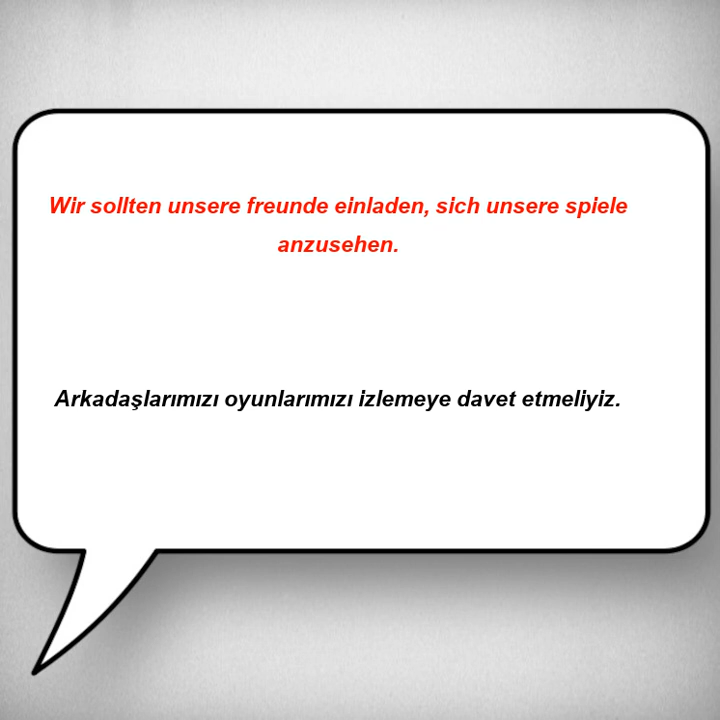 Wir sollten unsere freunde einladen, sich unsere spiele
anzusehen.
Arkadaşlarımızı oyunlarımızı izlemeye davet etmeliyiz.